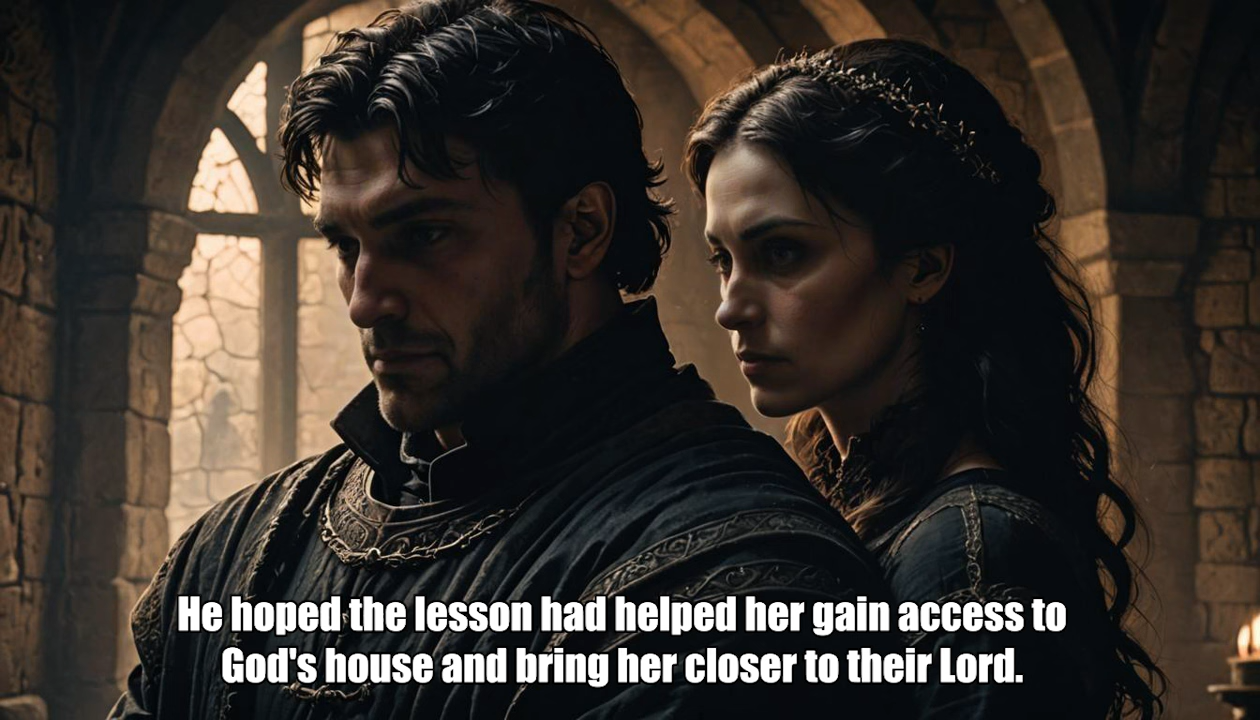 He hoped the lesson had helped her gain access to
God's house and bring her closer to their Lord.